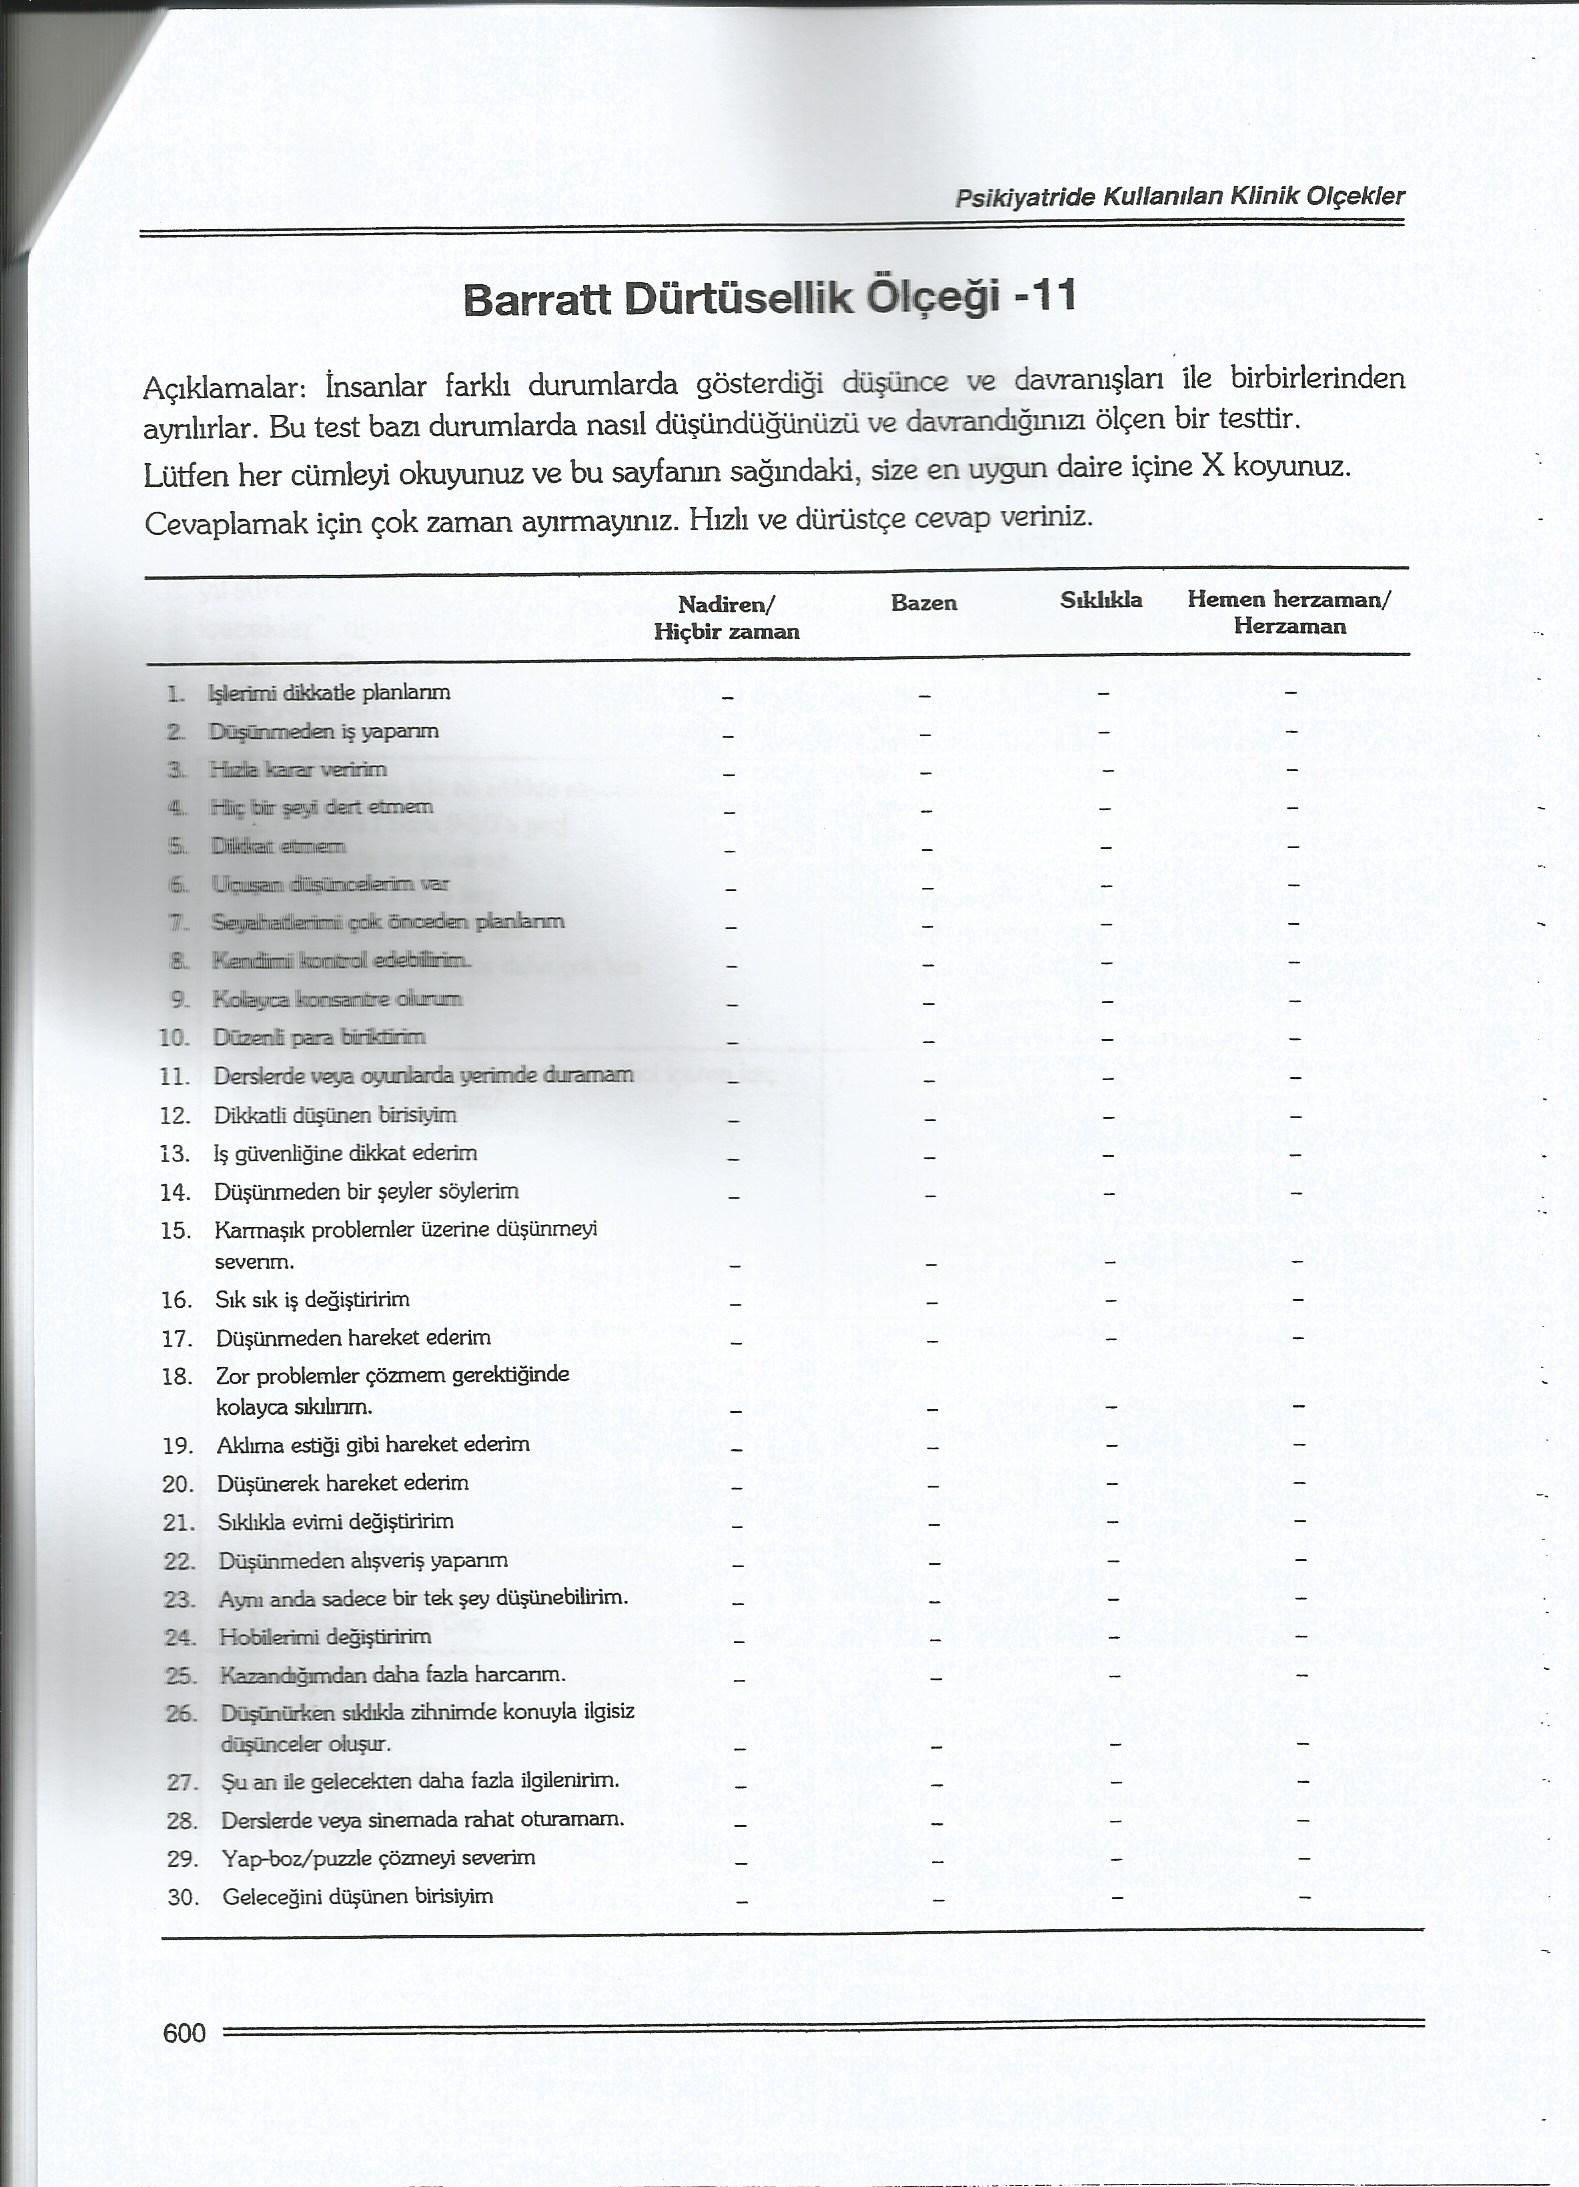 Psikiyatride Kullanılan Klinik Olçekler
Barratt Dürtüsellik Ölçeği -11
Açıklamalar: İnsanlar farklı durumlarda gösterdiği düşünce ve davranışları ile birbirlerinden
ayrılırlar. Bu test bazı durumlarda nasıl düşündüğünüzü ve davrandığınızı ölçen bir testtir.
Lütfen her cümleyi okuyunuz ve bu sayfanın sağındaki, size en uygun daire içine X koyunuz.
Cevaplamak için çok zaman ayırmayınız. Hızlı ve dürüstçe cevap veriniz.
Nadiren/ Bazen Sıklıkla Hemen herzaman/
Hiçbir zaman Herzaman
1. Işlerimi dikkatle planlarım – – – –
2. Düşünmeden iş yaparım – – – –
3. Hızla karar veririm – – – –
4. Hiç bir şeyi dert etmem – – – –
5. Dikkat etmem – – – –
6. Uçuşan düşüncelerim var – – – –
7. Seyahatlerimi çok önceden planlarım – – – –
8. Kendimi kontrol edebilirim. – – – –
9. Kolayca konsantre olurum – – – –
10. Düzenli para biriktirim – – – –
11. Derslerde veya oyunlarda yerimde duramam – – – –
12. Dikkatli düşünen birisiyim – – – –
13. Iş güvenliğine dikkat ederim – – – –
14. Düşünmeden bir şeyler söylerim – – – –
15. Karmaşık problemler üzerine düşünmeyi
severım. – – – –
16. Sık sık iş değiştiririm – – – –
17. Düşünmeden hareket ederim – – – –
18. Zor problemler çözmem gerektiğinde
kolayca sıkılırım. – – – –
19. Aklıma estiği gibi hareket ederim – – – –
20. Düşünerek hareket ederim – – – –
21. Sıklıkla evimi değiştiririm – – – –
22. Düşünmeden alışveriş yaparım – – – –
23. Aynı anda sadece bir tek şey düşünebilirim. – – – –
24. Hobilerimi değiştiririm – – – –
25. Kazandığımdan daha fazla harcarım. – – – –
26. Düşünürken sıklıkla zihnimde konuyla ilgisiz
düşünceler oluşur. – – – –
27. Şu an ile gelecekten daha fazla ilgilenirim. – – – –
28. Derslerde veya sinemada rahat oturamam. – – – –
29. Yap-boz/puzzle çözmeyi severim – – – –
30. Geleceğini düşünen birisiyim – – – –
600